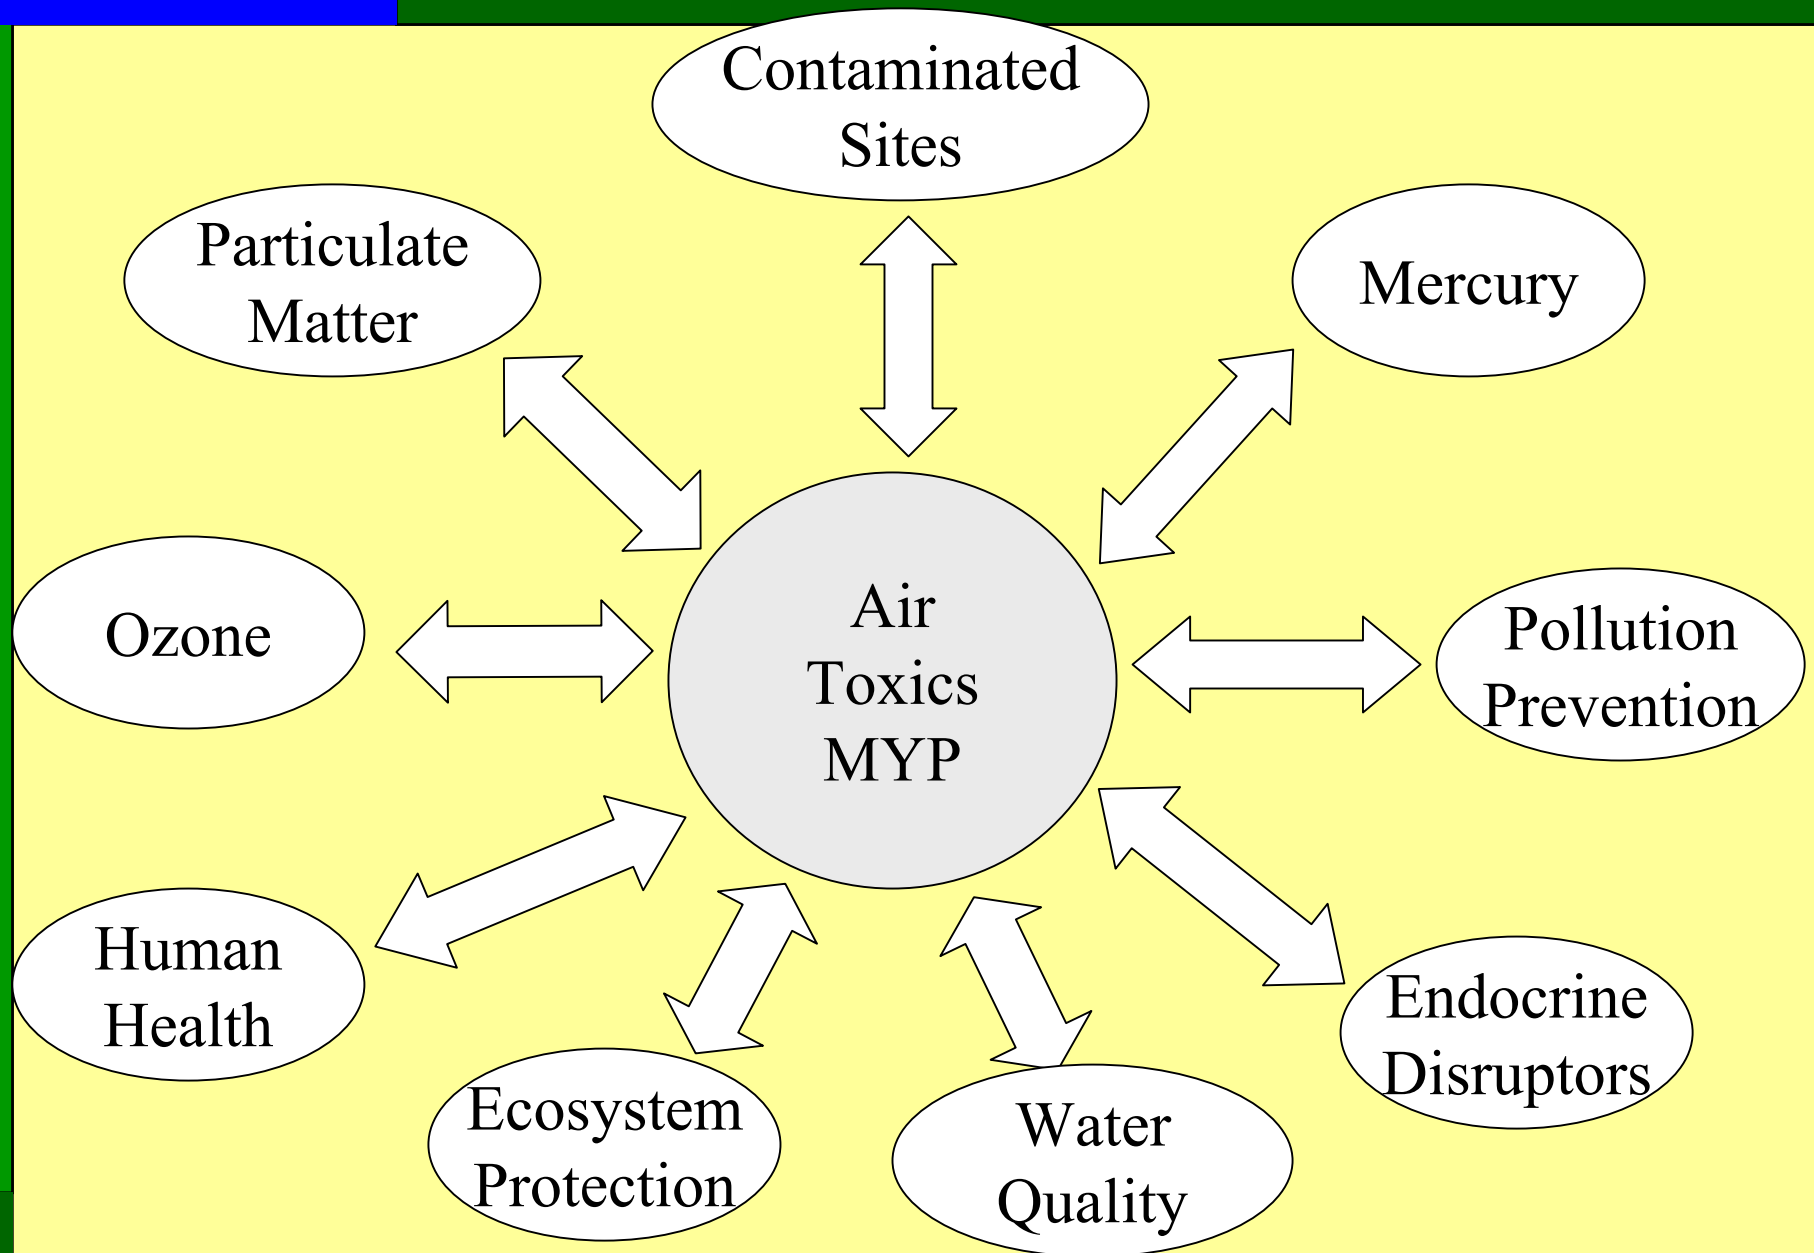 Contaminated
Sites
Particulate
Matter
Mercury
Ozone
Air
Toxics
MYP
Pollution
Prevention
Human
Health
Endocrine
Disruptors
Ecosystem
Protection
Water
Quality